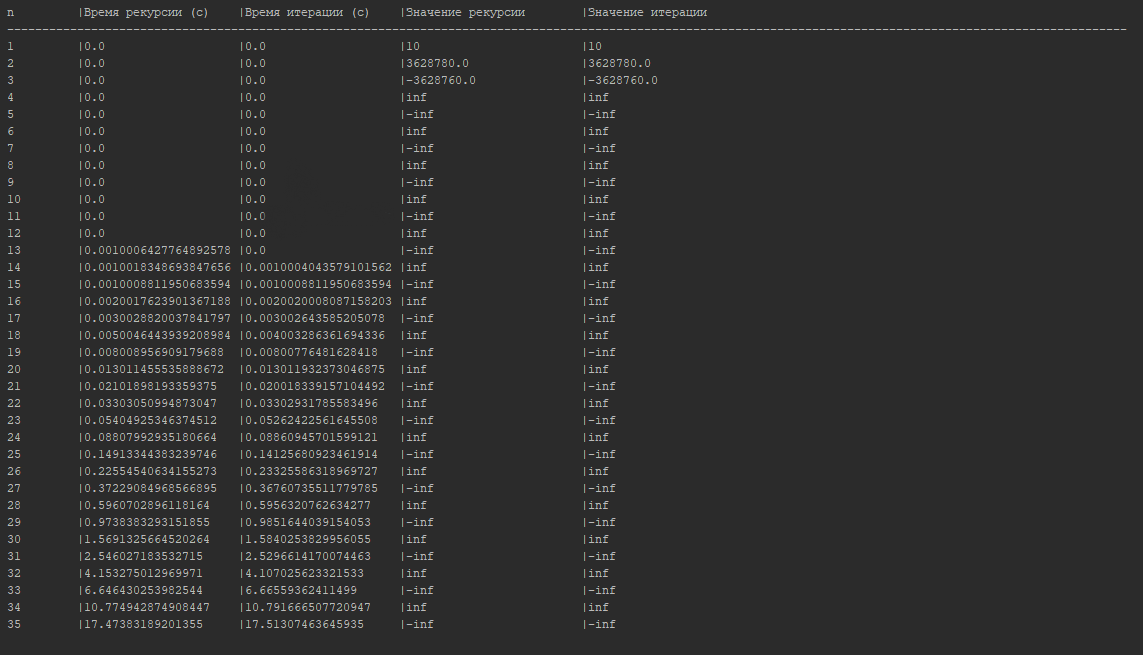 n |Время рекурсии (с) |Время итерации (с) |Значение рекурсии |Значение итерации
----------------------------------------------------------------------------------------------------------------------------------------------------------------
1 |0.0 |0.0 |10 |10
2 |0.0 |0.0 |3628780.0 |3628780.0
3 |0.0 |0.0 |-3628760.0 |-3628760.0
4 |0.0 |0.0 |inf |inf
5 |0.0 |0.0 |-inf |-inf
6 |0.0 |0.0 |inf |inf
7 |0.0 |0.0 |-inf |-inf
8 |0.0 |0.0 |inf |inf
9 |0.0 |0.0 |-inf |-inf
10 |0.0 |0.0 |inf |inf
11 |0.0 |0.0 |-inf |-inf
12 |0.0 |0.0 |inf |inf
13 |0.0010006427764892578 |0.0 |-inf |-inf
14 |0.0010018348693847656 |0.0010004043579101562 |inf |inf
15 |0.0010008811950683594 |0.0010008811950683594 |-inf |-inf
16 |0.0020017623901367188 |0.0020020008087158203 |inf |inf
17 |0.0030028820037841797 |0.003002643585205078 |-inf |-inf
18 |0.0050046443939208984 |0.004003286361694336 |inf |inf
19 |0.008008956909179688 |0.00800776481628418 |-inf |-inf
20 |0.013011455535888672 |0.013011932373046875 |inf |inf
21 |0.02101898193359375 |0.020018339157104492 |-inf |-inf
22 |0.03303050994873047 |0.03302931785583496 |inf |inf
23 |0.05404925346374512 |0.05262422561645508 |-inf |-inf
24 |0.08807992935180664 |0.08860945701599121 |inf |inf
25 |0.14913344383239746 |0.14125680923461914 |-inf |-inf
26 |0.22554540634155273 |0.23325586318969727 |inf |inf
27 |0.37229084968566895 |0.36760735511779785 |-inf |-inf
28 |0.5960702896118164 |0.5956320762634277 |inf |inf
29 |0.9738383293151855 |0.9851644039154053 |-inf |-inf
30 |1.5691325664520264 |1.5840253829956055 |inf |inf
31 |2.546027183532715 |2.5296614170074463 |-inf |-inf
32 |4.153275012969971 |4.107025623321533 |inf |inf
33 |6.646430253982544 |6.66559362411499 |-inf |-inf
34 |10.774942874908447 |10.791666507720947 |inf |inf
35 |17.47383189201355 |17.51307463645935 |-inf |-inf